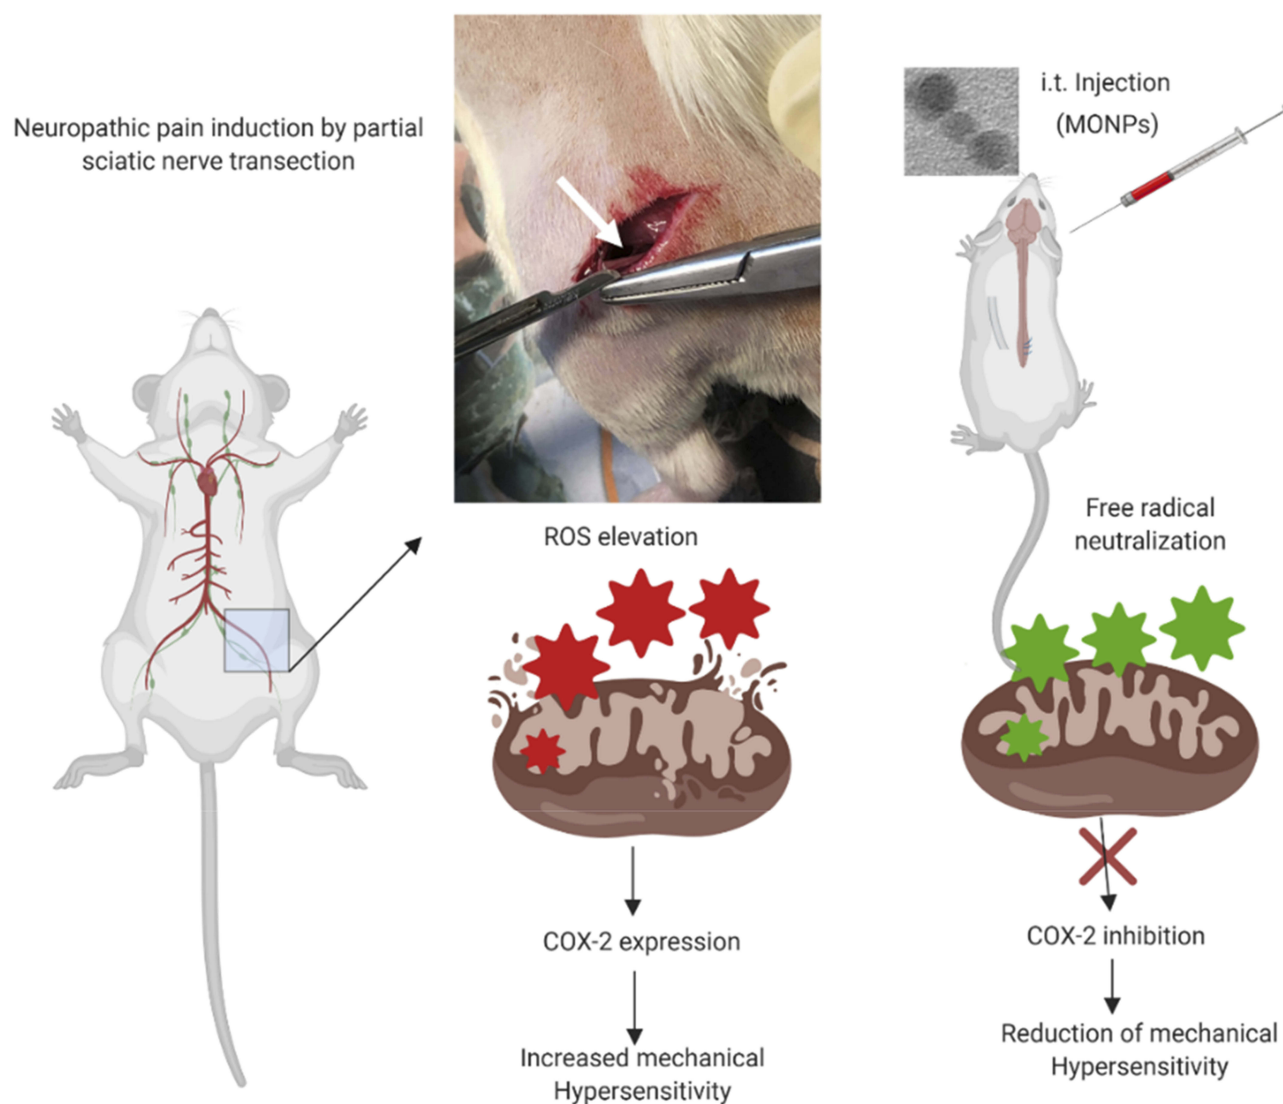 Neuropathic pain induction by partial
sciatic nerve transection
i.t. Injection
(MONPs)
ROS elevation
COX-2 expression
Increased mechanical
Hypersensitivity
Free radical
neutralization
COX-2 inhibition
Reduction of mechanical
Hypersensitivity